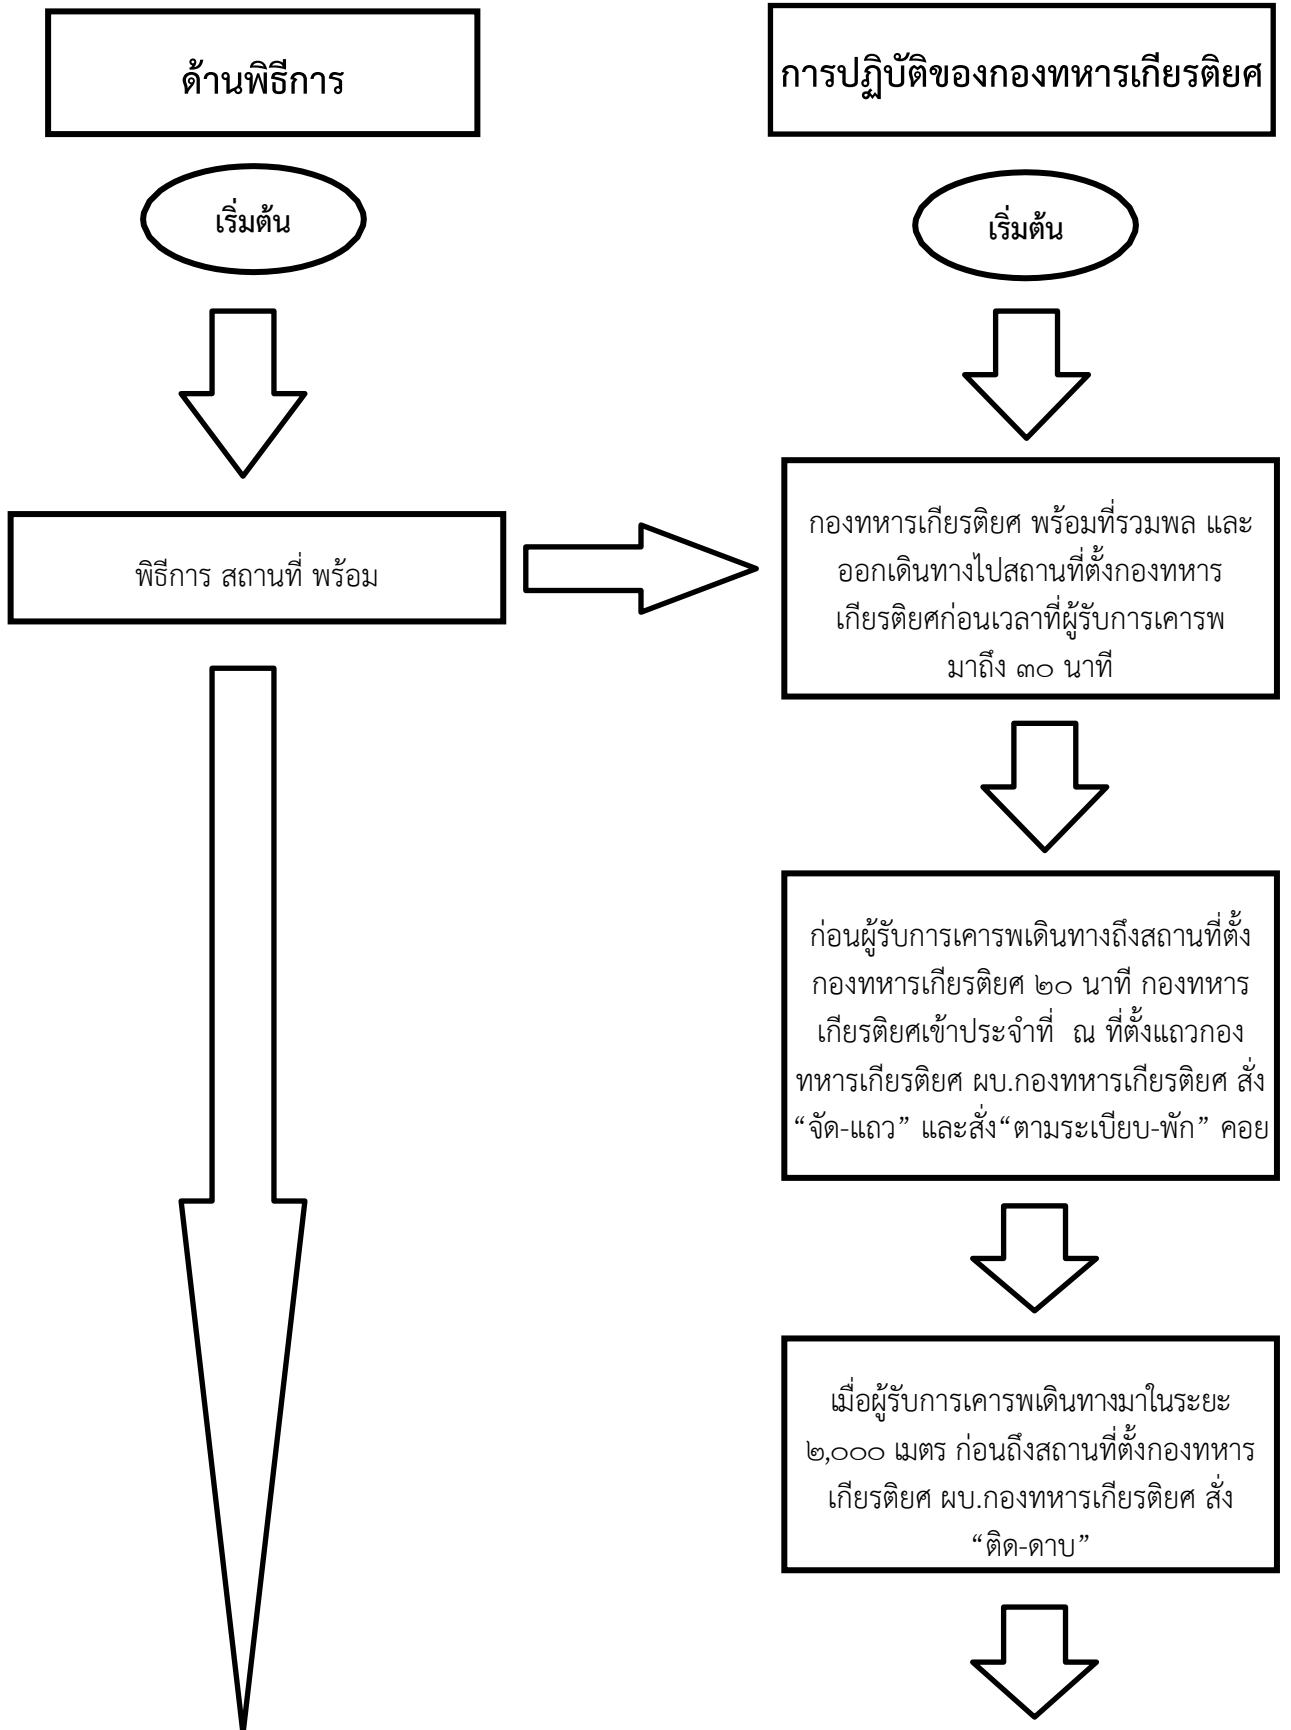 ด้านพิธีการ
การปฏิบัติของกองทหารเกียรติยศ
เริ่มต้น
เริ่มต้น
พิธีการ สถานที่ พร้อม
กองทหารเกียรติยศ พร้อมที่รวมพล และ
ออกเดินทางไปสถานที่ตั้งกองทหาร
เกียรติยศก่อนเวลาที่ผู้รับการเคารพ
มาถึง ๓๐ นาที
ก่อนผู้รับการเคารพเดินทางถึงสถานที่ตั้ง
กองทหารเกียรติยศ ๒๐ นาที กองทหาร
เกียรติยศเข้าประจำที่ ณ ที่ตั้งแถวกอง
ทหารเกียรติยศ ผบ.กองทหารเกียรติยศ สั่ง
“จัด-แถว” และสั่ง“ตามระเบียบ-พัก” คอย
เมื่อผู้รับการเคารพเดินทางมาในระยะ
๒,๐๐๐ เมตร ก่อนถึงสถานที่ตั้งกองทหาร
เกียรติยศ ผบ.กองทหารเกียรติยศ สั่ง
“ติด-ดาบ”